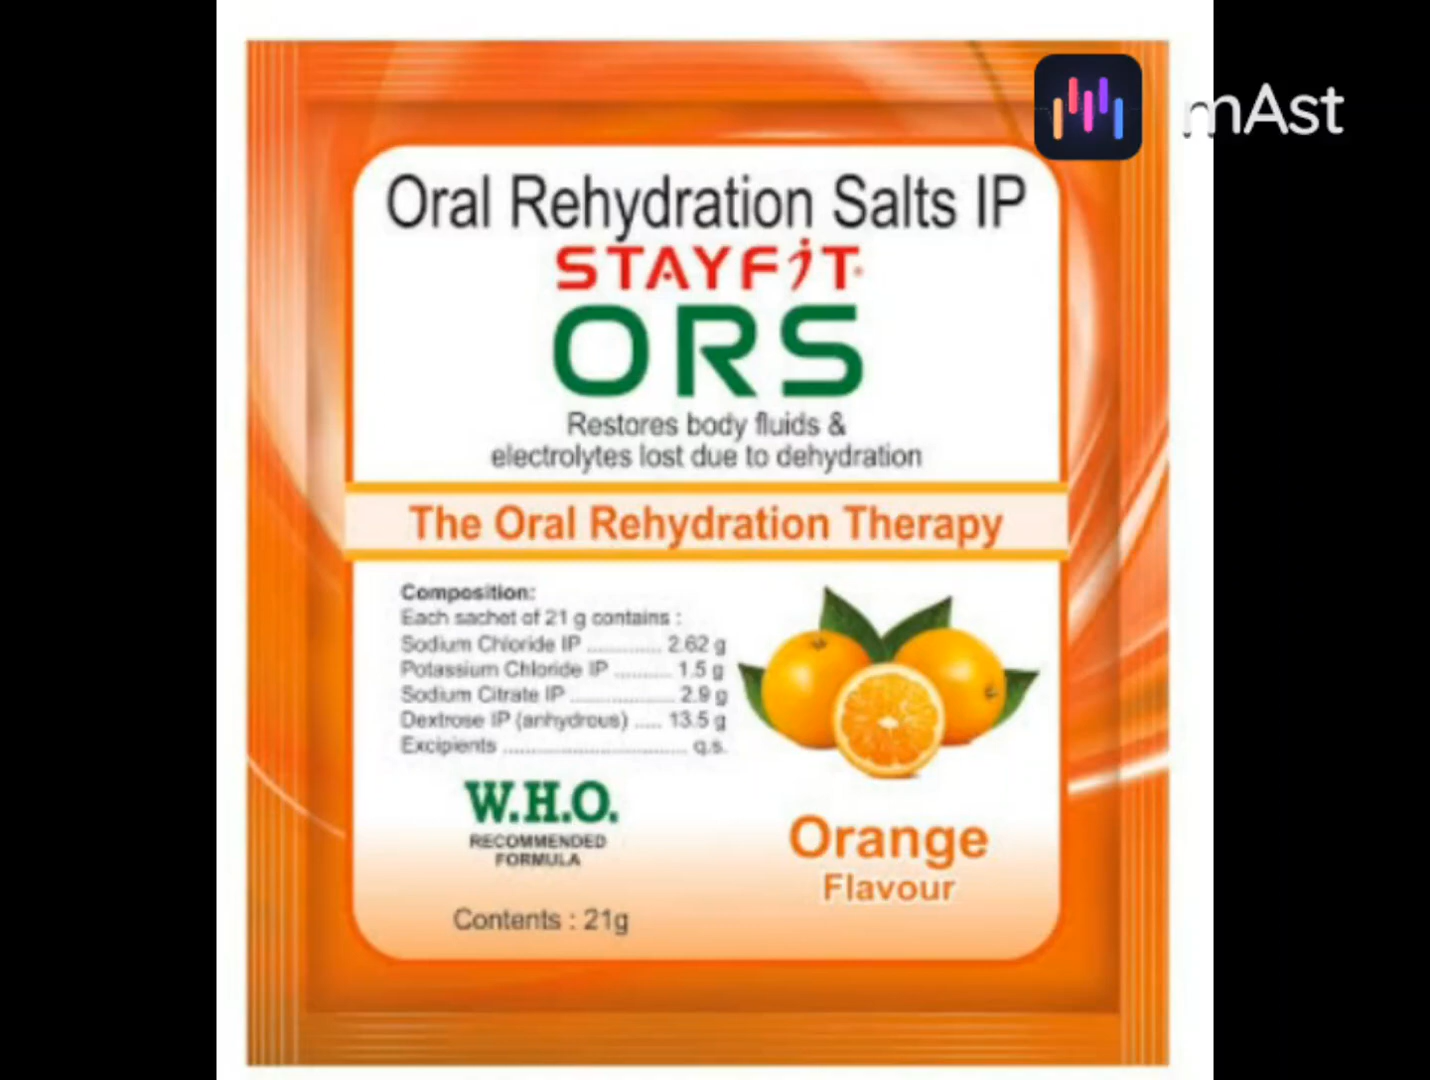 mAst
Oral Rehydration Salts IP
STAYFiT
ORS
Restores body fluids &
electrolytes lost due to dehydration
The Oral Rehydration Therapy
Composition:
Each sachet of 21 g contains :
Sodium Chloride IP .............. 2.62 g
Potassium Chloride IP ........... 1.5 g
Sodium Citrate IP .................... 2.9 g
Dextrose IP (anhydrous) ..... 13.5 g
Excipients .................................. q.s.
W.H.O.
RECOMMENDED
FORMULA
Contents : 21g
Orange
Flavour